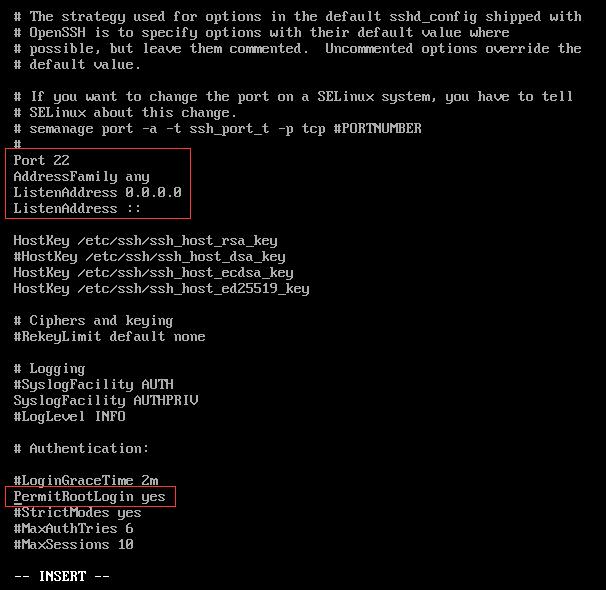 # The strategy used for options in the default sshd_config shipped with
# OpenSSH is to specify options with their default value where
# possible, but leave them commented.  Uncommented options override the
# default value.
# If you want to change the port on a SELinux system, you have to tell
# SELinux about this change.
# semanage port -a -t ssh_port_t -p tcp #PORTNUMBER
#
Port 22
AddressFamily any
ListenAddress 0.0.0.0
ListenAddress ::
HostKey /etc/ssh/ssh_host_rsa_key
#HostKey /etc/ssh/ssh_host_dsa_key
HostKey /etc/ssh/ssh_host_ecdsa_key
HostKey /etc/ssh/ssh_host_ed25519_key
# Ciphers and keying
#RekeyLimit default none
# Logging
#SyslogFacility AUTH
SyslogFacility AUTHPRIV
#LogLevel INFO
# Authentication:
#LoginGraceTime 2m
PermitRootLogin yes
#StrictModes yes
#MaxAuthTries 6
#MaxSessions 10
-- INSERT --